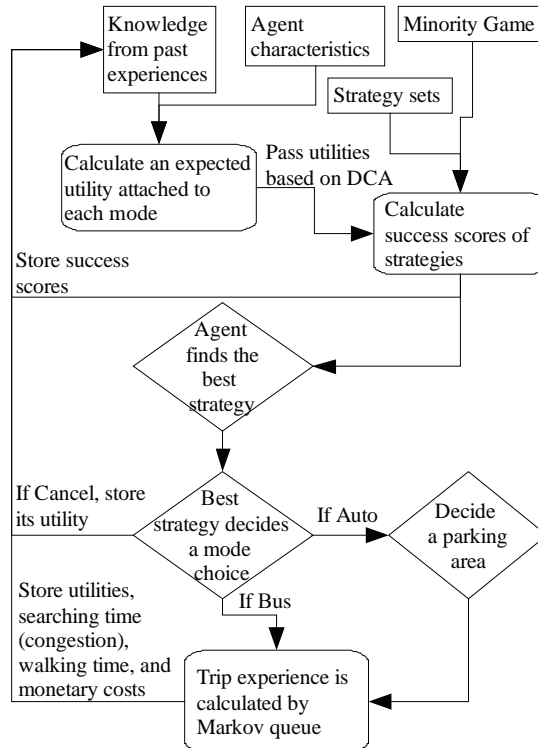 Knowledge
from past
experiences
Agent
characteristics
Minority Game
Strategy sets
Calculate an expected
utility attached to
each mode
Pass utilities
based on DCA
Calculate
success scores of
strategies
Store success
scores
Agent
finds the
best
strategy
If Cancel, store
its utility
Best
strategy decides
a mode
choice
If Auto
Decide
a parking
area
Store utilities,
searching time
(congestion),
walking time, and
monetary costs
If Bus
Trip experience is
calculated by
Markov queue